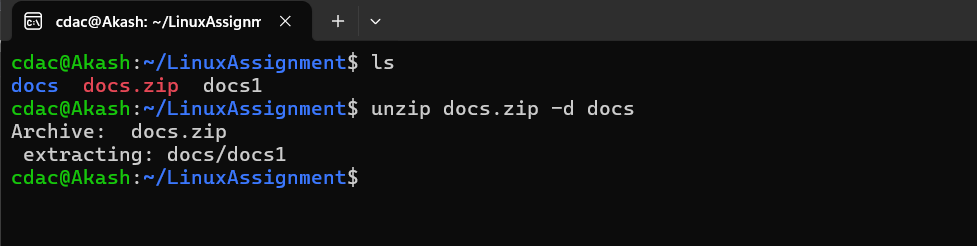 cdac@Akash: ~/LinuxAssignm
cdac@Akash:~/LinuxAssignment$ ls
docs  docs.zip  docs1
cdac@Akash:~/LinuxAssignment$ unzip docs.zip -d docs
Archive:  docs.zip
 extracting: docs/docs1
cdac@Akash:~/LinuxAssignment$